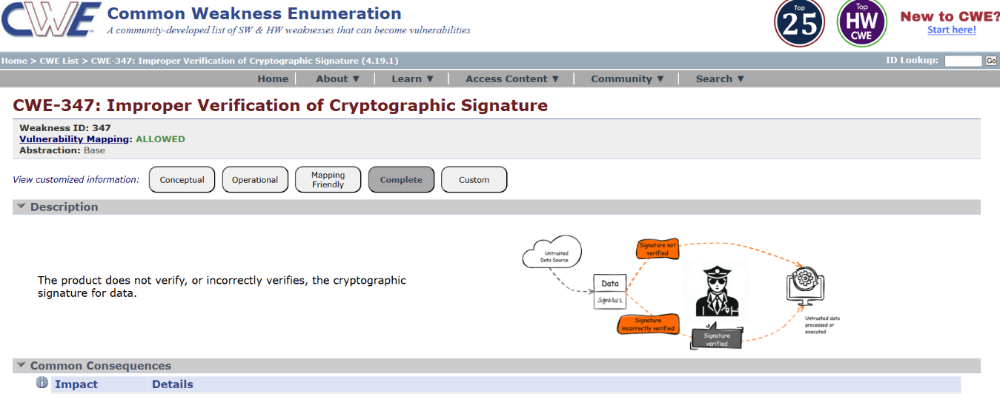 CWE
Common Weakness Enumeration
A community-developed list of SW & HW weaknesses that can become vulnerabilities
Top
25
Top
HW
CWE
New to CWE?
Start here!
Home > CWE List > CWE-347: Improper Verification of Cryptographic Signature (4.19.1)
ID Lookup:
Go
Home
About ▼
Learn ▼
Access Content ▼
Community ▼
Search ▼
CWE-347: Improper Verification of Cryptographic Signature
Weakness ID: 347
Vulnerability Mapping: ALLOWED
Abstraction: Base
View customized information:
Conceptual
Operational
Mapping
Friendly
Complete
Custom
Description
The product does not verify, or incorrectly verifies, the cryptographic
signature for data.
Untrusted
Data Source
Data
Signature
Signature not
verified
Signature
incorrectly verified
Signature
verified
Untrusted data
processed or
executed
Common Consequences
Impact
Details